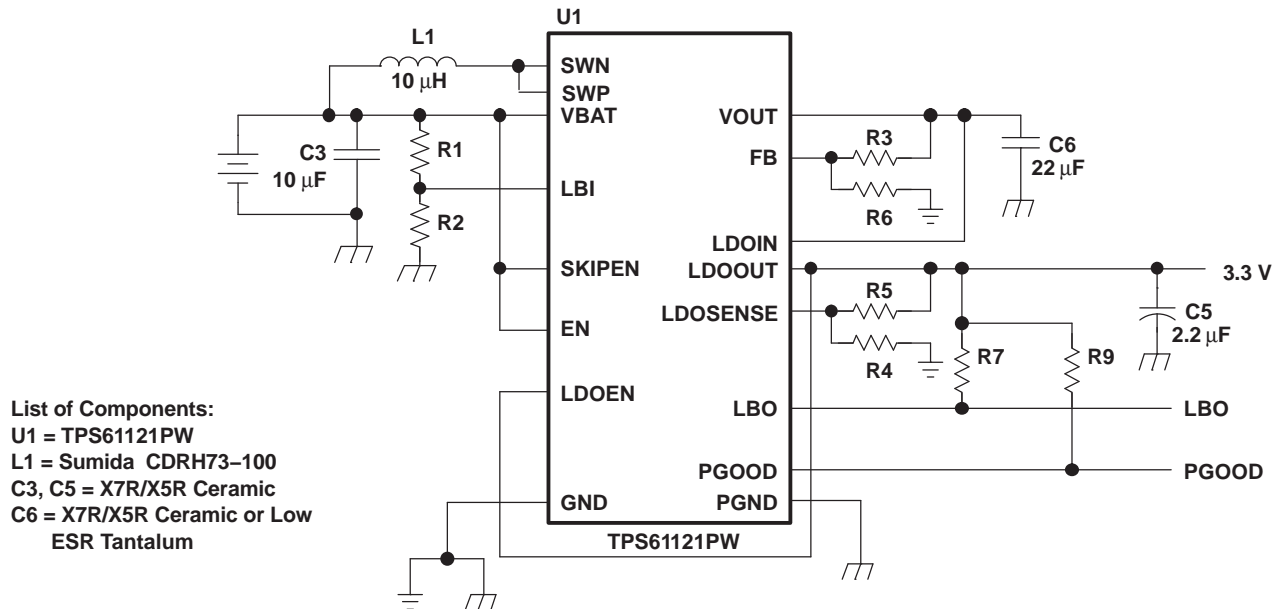 U1
L1
10 μH
SWN
SWP
VBAT
VOUT
R3
C3
10 μF
R1
FB
C6
22 μF
LBI
R6
R2
LDOIN
SKIPEN
LDOOUT
3.3 V
R5
LDOSENSE
C5
2.2 μF
EN
R4
R7
R9
LDOEN
LBO
LBO
PGOOD
PGOOD
GND
PGND
TPS61121PW
List of Components:
U1 = TPS61121PW
L1 = Sumida CDRH73–100
C3, C5 = X7R/X5R Ceramic
C6 = X7R/X5R Ceramic or Low
ESR Tantalum